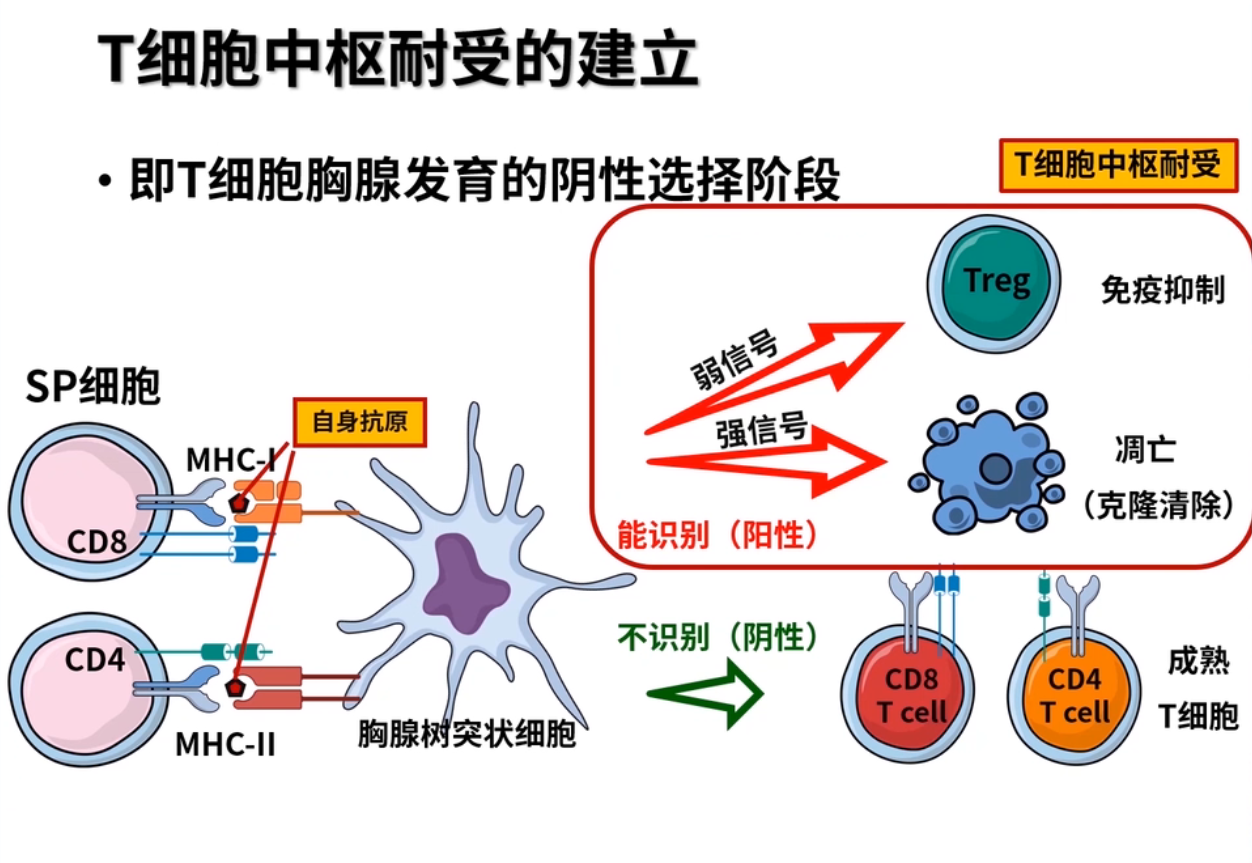 T细胞中枢耐受的建立
• 即T细胞胸腺发育的阴性选择阶段
T细胞中枢耐受
Treg
免疫抑制
弱信号
强信号
凋亡
（克隆清除）
能识别（阳性）
SP细胞
自身抗原
MHC-I
CD8
CD4
MHC-II
胸腺树突状细胞
不识别（阴性）
CD8
T cell
CD4
T cell
成熟
T细胞